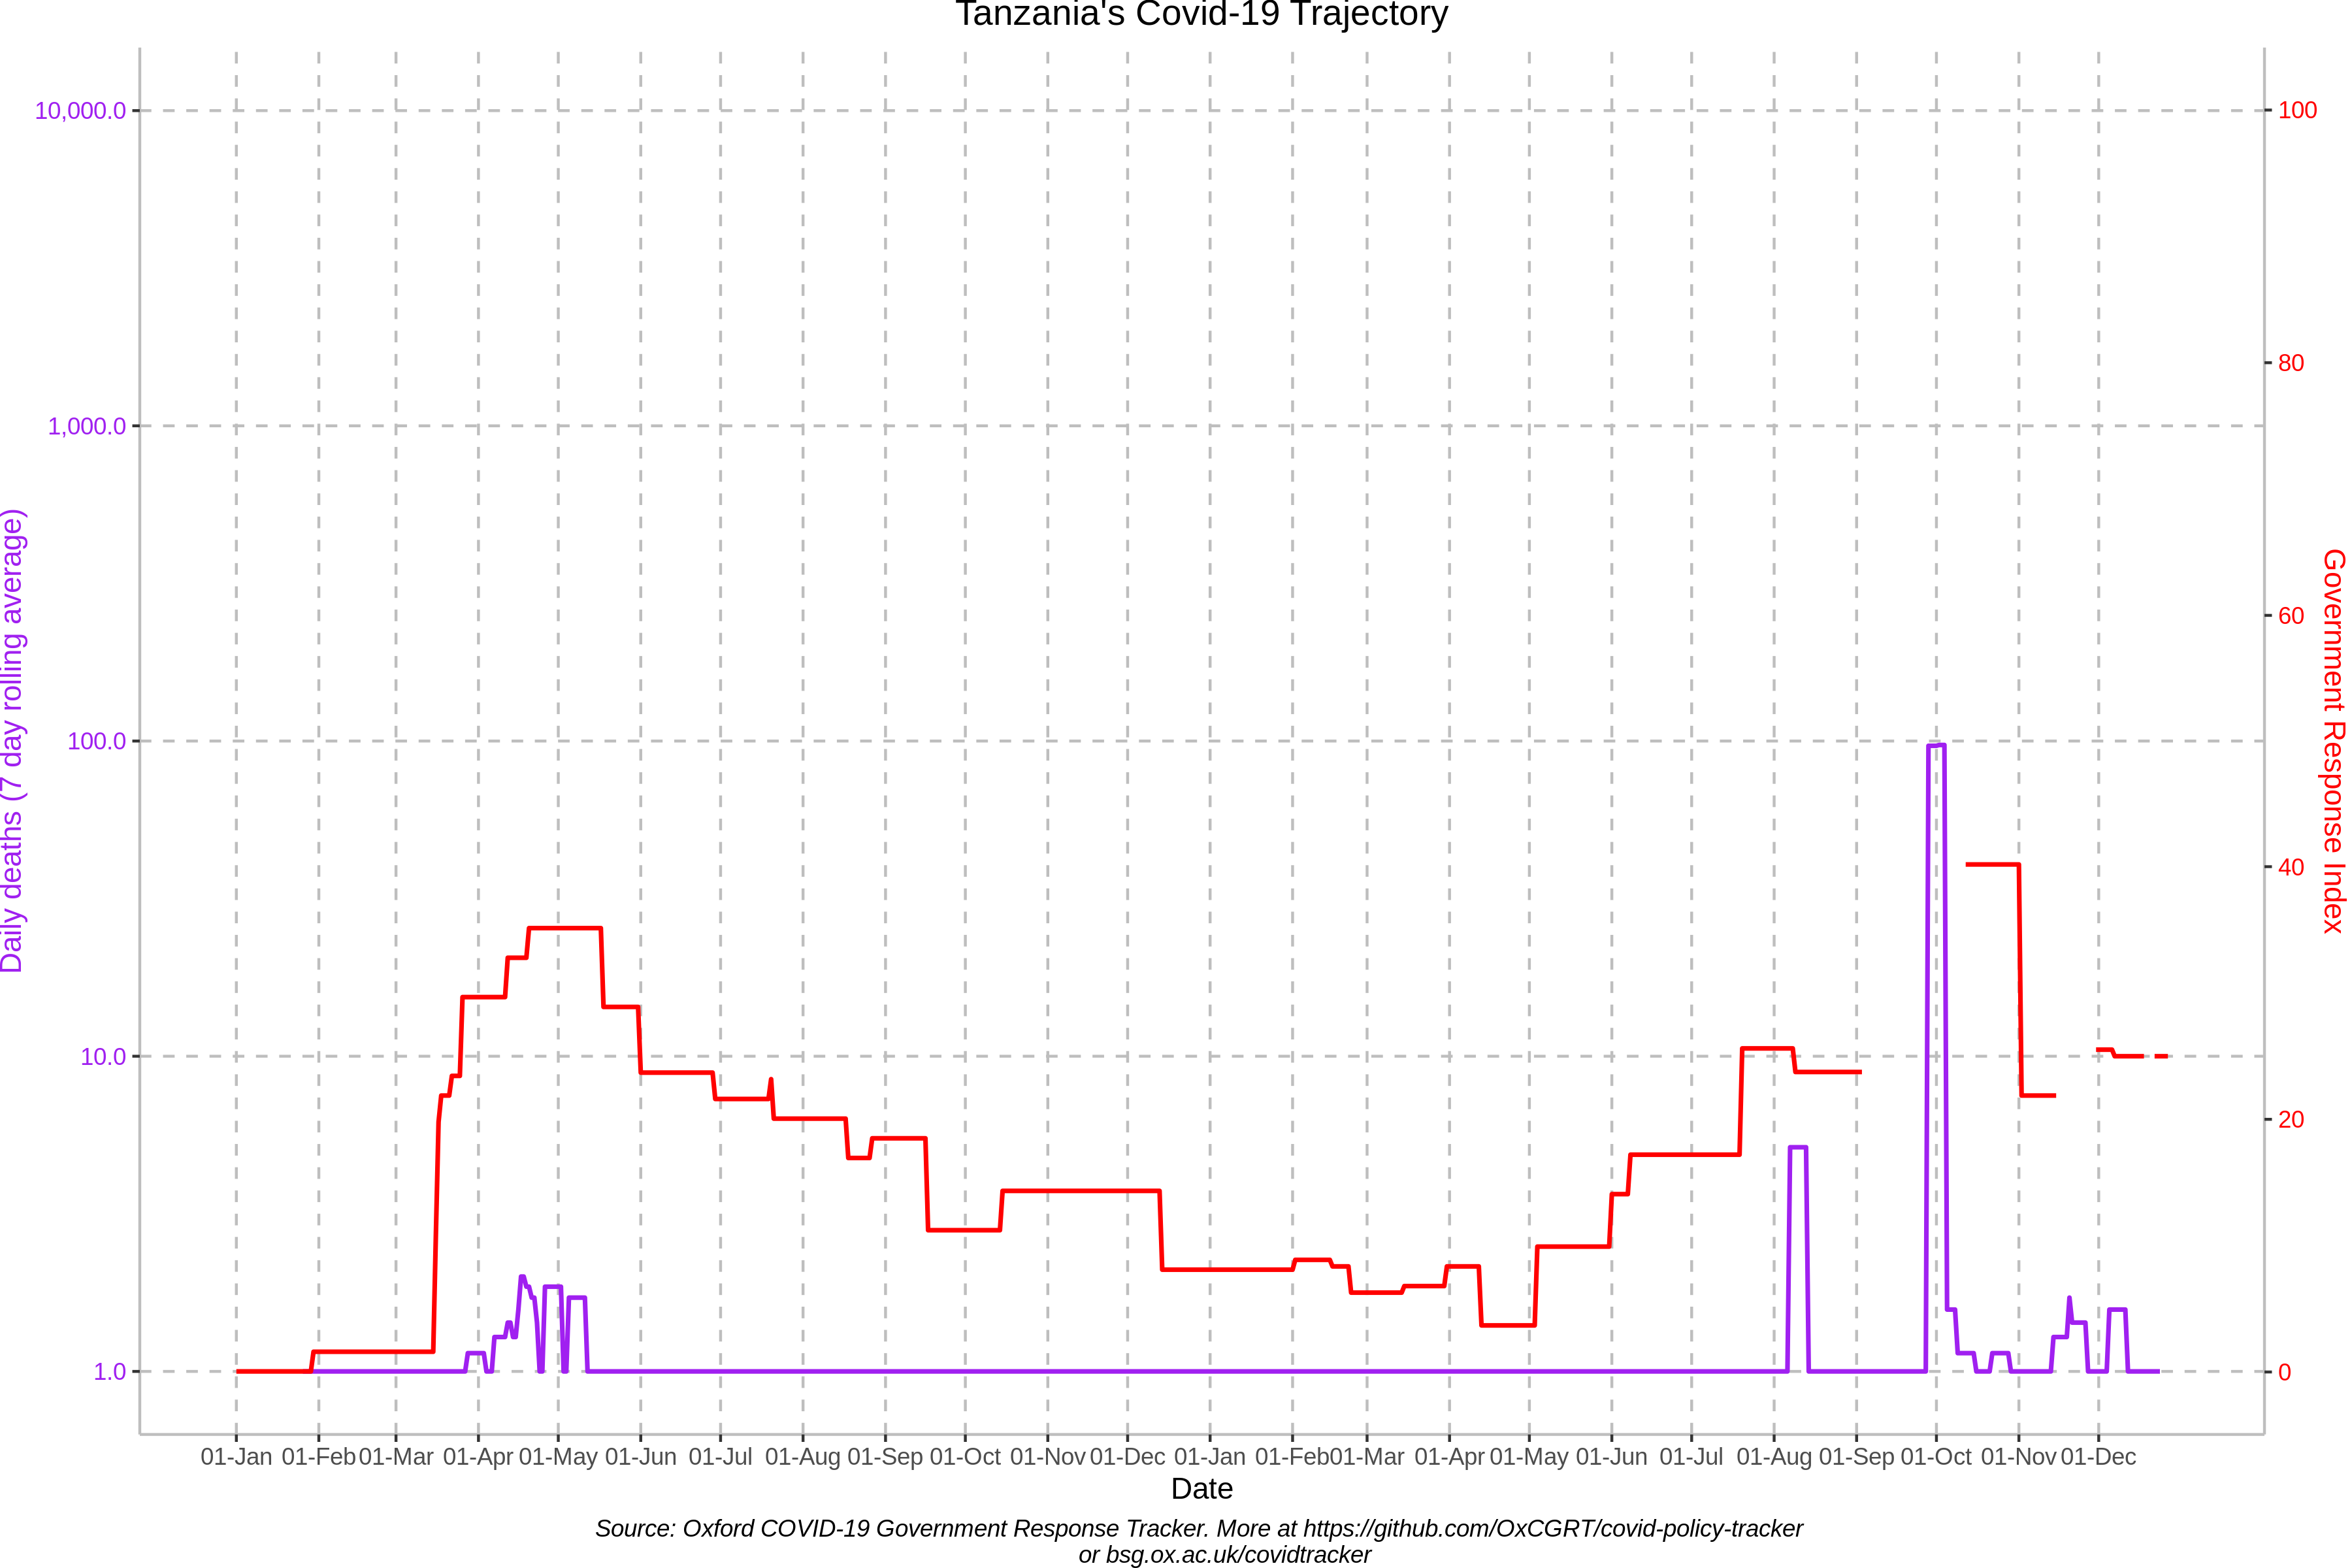 Tanzania's Covid-19 Trajectory
10,000.0
1,000.0
100.0
10.0
1.0
Daily deaths (7 day rolling average)
100
80
60
40
20
0
Government Response Index
01-Jan 01-Feb 01-Mar 01-Apr 01-May 01-Jun 01-Jul 01-Aug 01-Sep 01-Oct 01-Nov 01-Dec 01-Jan 01-Feb 01-Mar 01-Apr 01-May 01-Jun 01-Jul 01-Aug 01-Sep 01-Oct 01-Nov 01-Dec
Date
Source: Oxford COVID-19 Government Response Tracker. More at https://github.com/OxCGRT/covid-policy-tracker
or bsg.ox.ac.uk/covidtracker